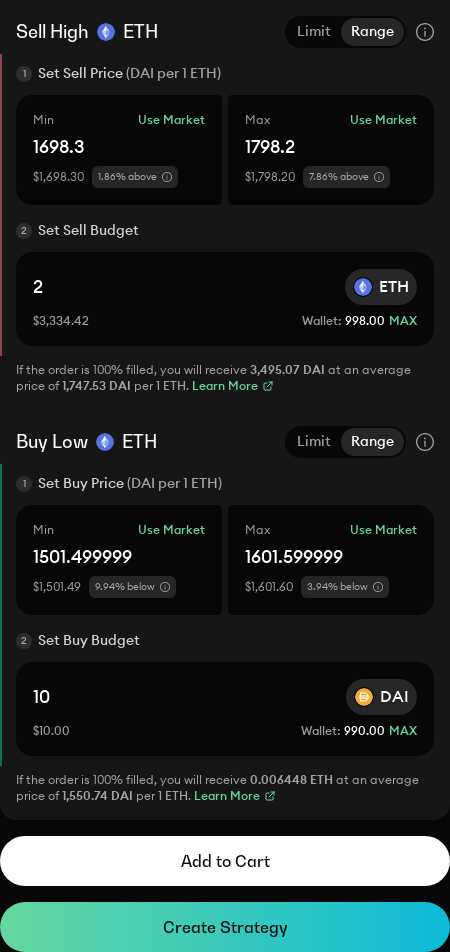 Sell High ETH Limit Range
1 Set Sell Price (DAI per 1 ETH)
Min Use Market Max Use Market
1698.3 1798.2
$1,698.30 1.86% above $1,798.20 7.86% above
2 Set Sell Budget
2 ETH
$3,334.42 Wallet: 998.00 MAX
If the order is 100% filled, you will receive 3,495.07 DAI at an average
price of 1,747.53 DAI per 1 ETH. Learn More
Buy Low ETH Limit Range
1 Set Buy Price (DAI per 1 ETH)
Min Use Market Max Use Market
1501.499999 1601.599999
$1,501.49 9.94% below $1,601.60 3.94% below
2 Set Buy Budget
10 DAI
$10.00 Wallet: 990.00 MAX
If the order is 100% filled, you will receive 0.006448 ETH at an average
price of 1,550.74 DAI per 1 ETH. Learn More
Add to Cart
Create Strategy